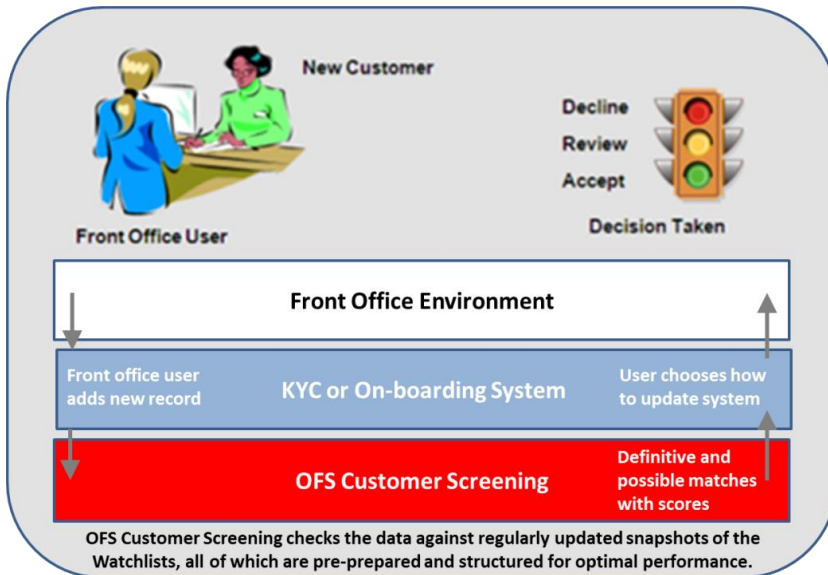 New Customer
Decline
Review
Accept
Front Office User
Decision Taken
Front Office Environment
Front office user
adds new record
KYC or On-boarding System
User chooses how
to update system
OFS Customer Screening
Definitive and
possible matches
with scores
OFS Customer Screening checks the data against regularly updated snapshots of the
Watchlists, all of which are pre-prepared and structured for optimal performance.